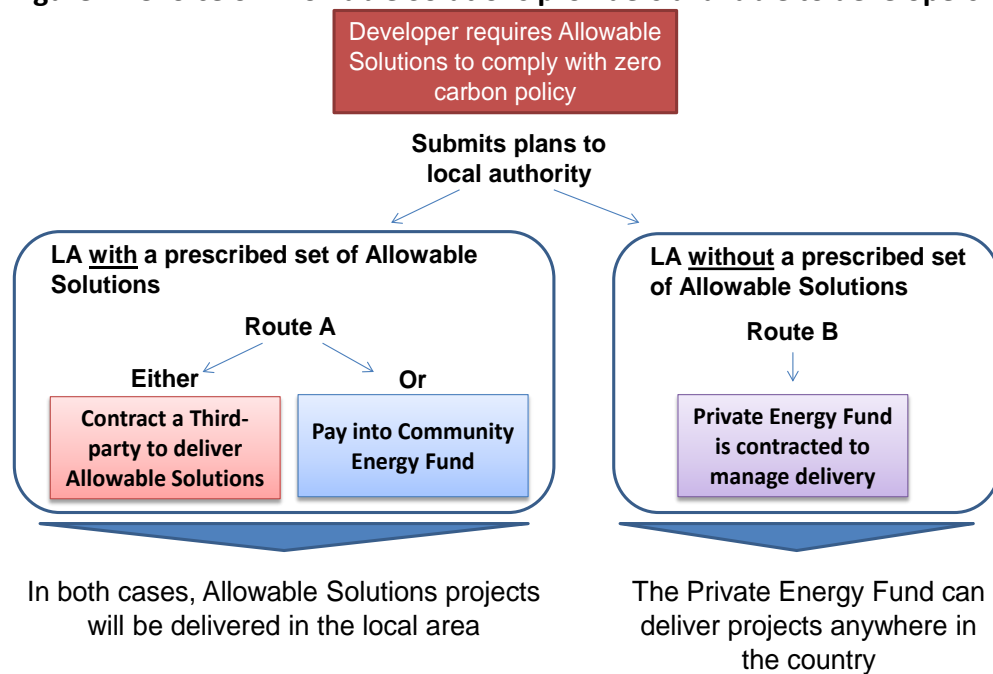 Developer requires Allowable
Solutions to comply with zero
carbon policy
Submits plans to
local authority
LA with a prescribed set of Allowable
Solutions
Route A
Either
Or
Contract a Third-
party to deliver
Allowable Solutions
Pay into Community
Energy Fund
LA without a prescribed set
of Allowable Solutions
Route B
Private Energy Fund
is contracted to
manage delivery
In both cases, Allowable Solutions projects
will be delivered in the local area
The Private Energy Fund can
deliver projects anywhere in
the country